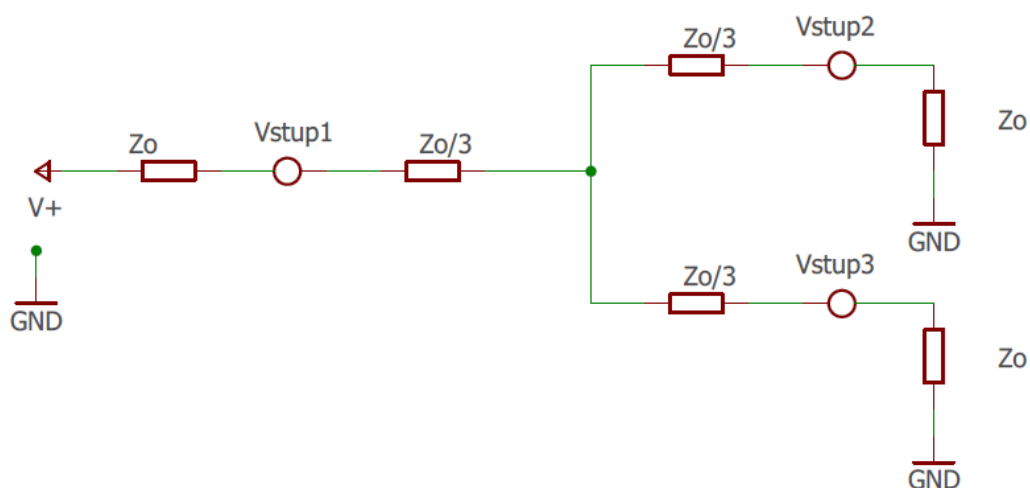 Vstup2
Zo/3
Zo
Vstup1
Zo
Zo/3
V+
GND
GND
Vstup3
Zo/3
Zo
GND